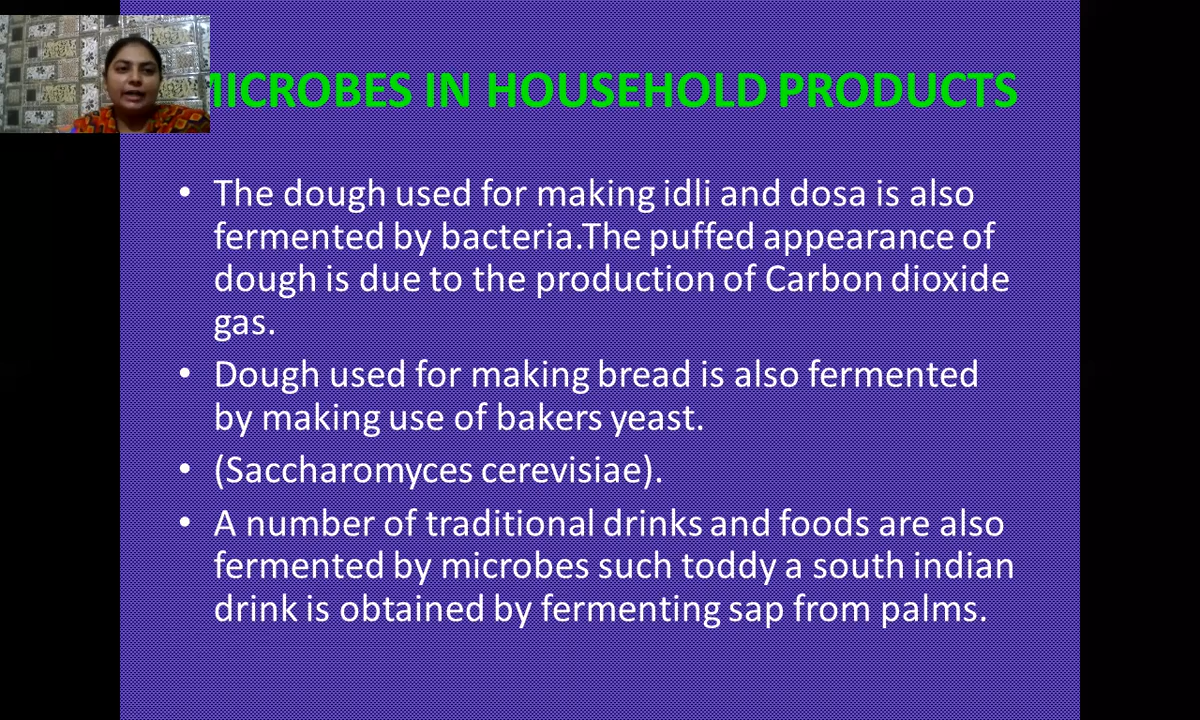 MICROBES IN HOUSEHOLD PRODUCTS
• The dough used for making idli and dosa is also
fermented by bacteria.The puffed appearance of
dough is due to the production of Carbon dioxide
gas.
• Dough used for making bread is also fermented
by making use of bakers yeast.
• (Saccharomyces cerevisiae).
• A number of traditional drinks and foods are also
fermented by microbes such toddy a south indian
drink is obtained by fermenting sap from palms.